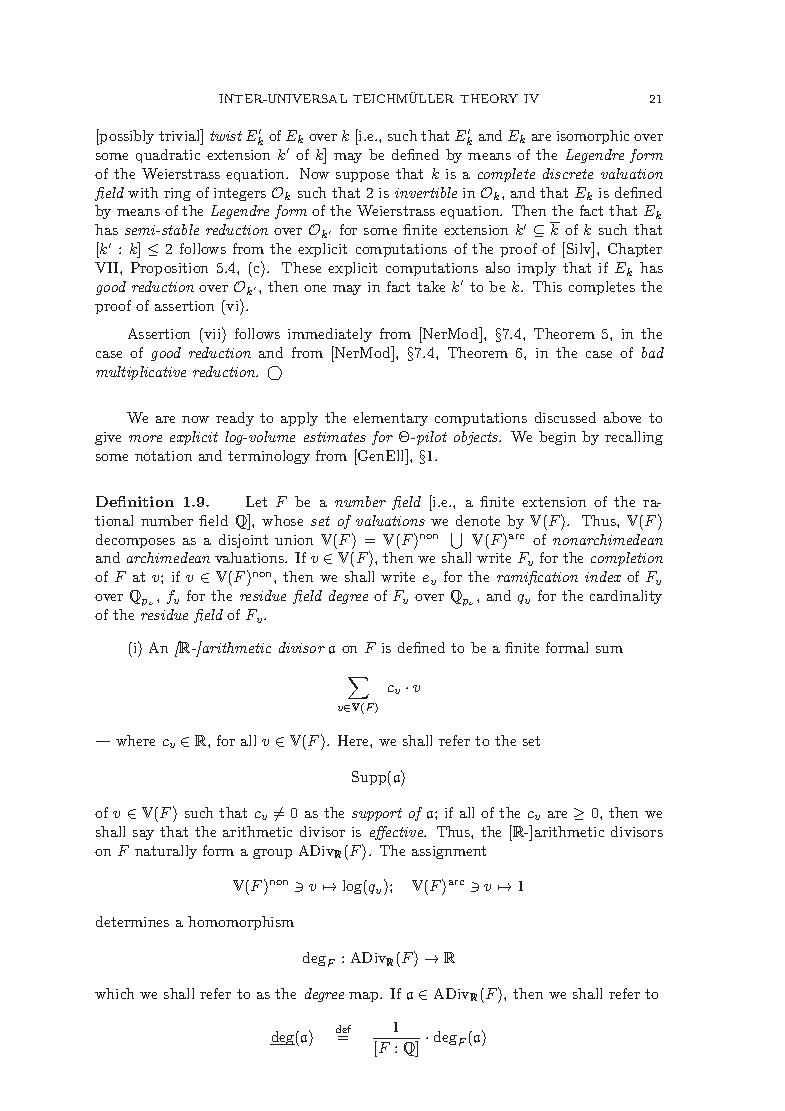 INTER-UNIVERSAL TEICHMÜLLER THEORY IV 21
[possibly trivial] twist E′ₖ of Eₖ over k [i.e., such that E′ₖ and Eₖ are isomorphic over
some quadratic extension k′ of k] may be defined by means of the Legendre form
of the Weierstrass equation. Now suppose that k is a complete discrete valuation
field with ring of integers 𝒪ₖ such that 2 is invertible in 𝒪ₖ, and that Eₖ is defined
by means of the Legendre form of the Weierstrass equation. Then the fact that Eₖ
has semi-stable reduction over 𝒪ₖ′ for some finite extension k′ ⊆ k̅ of k such that
[k′ : k] ≤ 2 follows from the explicit computations of the proof of [Silv], Chapter
VII, Proposition 5.4, (c). These explicit computations also imply that if Eₖ has
good reduction over 𝒪ₖ′, then one may in fact take k′ to be k. This completes the
proof of assertion (vi).
Assertion (vii) follows immediately from [NerMod], §7.4, Theorem 5, in the
case of good reduction and from [NerMod], §7.4, Theorem 6, in the case of bad
multiplicative reduction. ◯
We are now ready to apply the elementary computations discussed above to
give more explicit log-volume estimates for Θ-pilot objects. We begin by recalling
some notation and terminology from [GenEll], §1.
Definition 1.9. Let F be a number field [i.e., a finite extension of the ra-
tional number field ℚ], whose set of valuations we denote by 𝕍(F). Thus, 𝕍(F)
decomposes as a disjoint union 𝕍(F) = 𝕍(F)^non ⋃ 𝕍(F)^arc of nonarchimedean
and archimedean valuations. If v ∈ 𝕍(F), then we shall write F_v for the completion
of F at v; if v ∈ 𝕍(F)^non, then we shall write e_v for the ramification index of F_v
over ℚ_{p_v}, f_v for the residue field degree of F_v over ℚ_{p_v}, and q_v for the cardinality
of the residue field of F_v.
(i) An [ℝ-]arithmetic divisor 𝔞 on F is defined to be a finite formal sum
∑_{v∈𝕍(F)} c_v · v
— where c_v ∈ ℝ, for all v ∈ 𝕍(F). Here, we shall refer to the set
Supp(𝔞)
of v ∈ 𝕍(F) such that c_v ≠ 0 as the support of 𝔞; if all of the c_v are ≥ 0, then we
shall say that the arithmetic divisor is effective. Thus, the [ℝ-]arithmetic divisors
on F naturally form a group ADiv_ℝ(F). The assignment
𝕍(F)^non ∋ v ↦ log(q_v); 𝕍(F)^arc ∋ v ↦ 1
determines a homomorphism
deg_F : ADiv_ℝ(F) → ℝ
which we shall refer to as the degree map. If 𝔞 ∈ ADiv_ℝ(F), then we shall refer to
deg(𝔞) def= 1/[F : ℚ] · deg_F(𝔞)